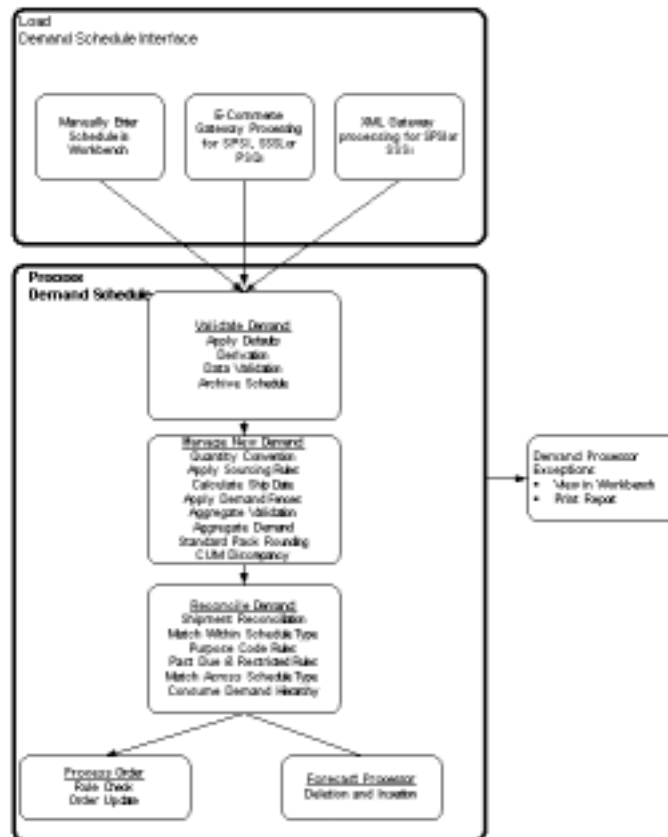 Load
Demand Schedule Interface
Manually Enter
Schedule in
Workbench
E-Commerce
Gateway Processing
for SPSI, SSSI or
PSQI
XML Gateway
processing for SPSI or
SSSI
Process
Demand Schedule
Validate Demand
Apply Defaults
Derivation
Data Validation
Archive Schedule
Manage New Demand
Quantity Conversion
Apply Sourcing Rules
Calculate Ship Date
Apply Demand Fences
Aggregate Validation
Aggregate Demand
Standard Pack Rounding
CUM Discrepancy
Demand Processor
Exceptions
• View in Workbench
• Print Report
Reconcile Demand
Shipment Reconciliation
Match Within Schedule Type
Purpose Code Rules
Past Due & Restricted Rules
Match Across Schedule Type
Consume Demand Hierarchy
Process Order
Rule Check
Order Update
Forecast Processor
Deletion and Insertion